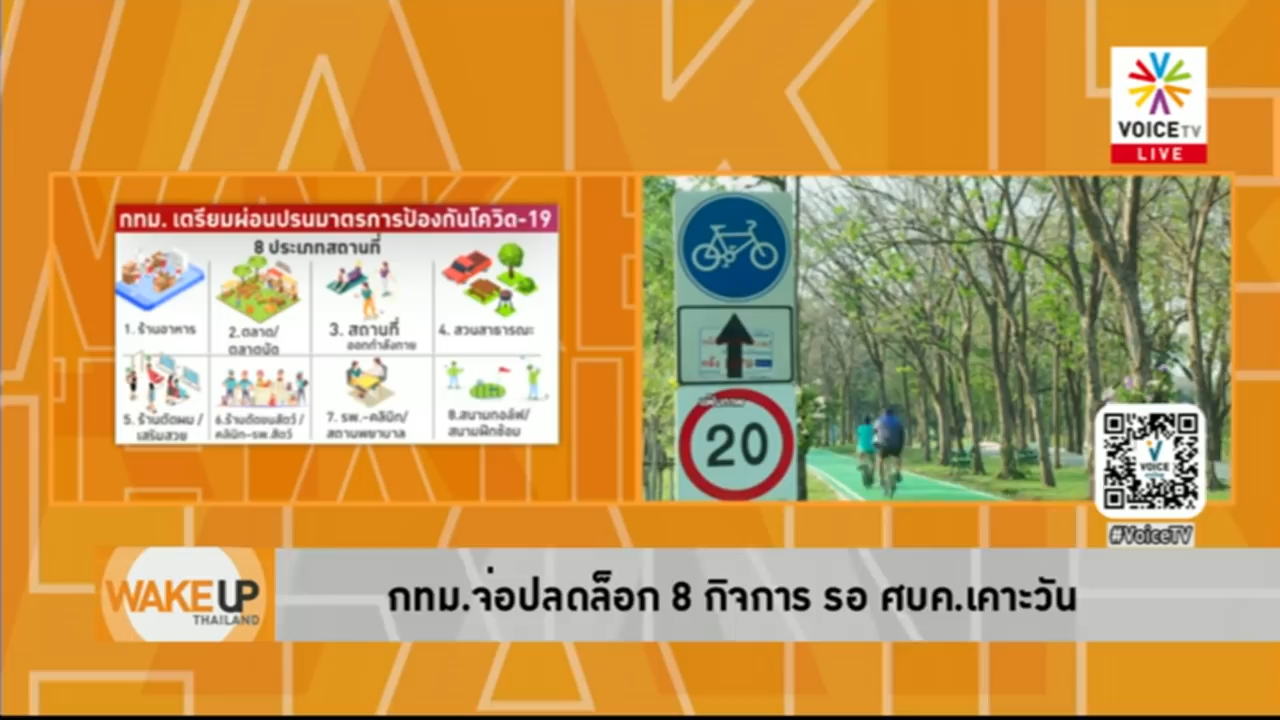 VOICE TV
LIVE
กทม. เตรียมผ่อนปรนมาตรการป้องกันโควิด-19
8 ประเภทสถานที่
1. ร้านอาหาร
2.ตลาด/
ตลาดนัด
3. สถานที่
ออกกำลังกาย
4. สวนสาธารณะ
5. ร้านตัดผม /
เสริมสวย
6.ร้านตัดขนสัตว์ /
คลินิก-รพ.สัตว์
7. รพ.-คลินิก/
สถานพยาบาล
8.สนามกอล์ฟ/
สนามฝึกซ้อม
20
VOICE
#VoiceTV
WAKE UP
THAILAND
กทม.จ่อปลดล็อก 8 กิจการ รอ ศบค.เคาะวัน